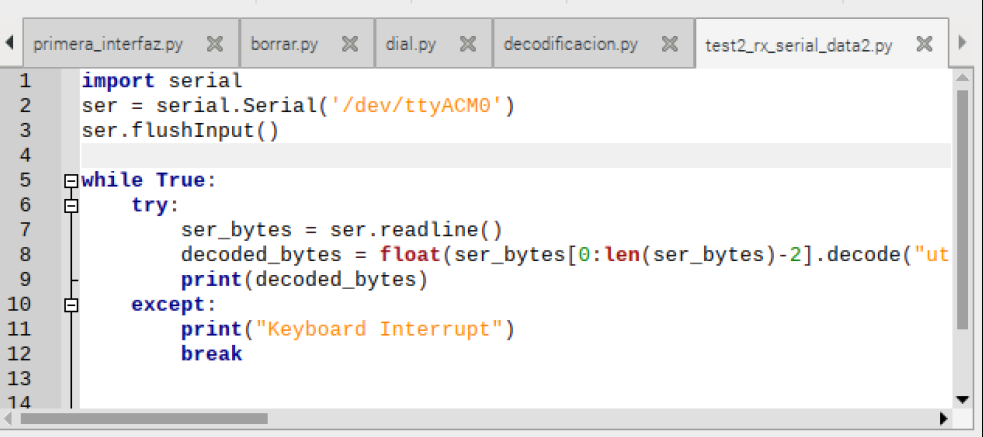 primera_interfaz.py borrar.py dial.py decodificacion.py test2_rx_serial_data2.py
1 import serial
2 ser = serial.Serial('/dev/ttyACM0')
3 ser.flushInput()
4
5 while True:
6     try:
7         ser_bytes = ser.readline()
8         decoded_bytes = float(ser_bytes[0:len(ser_bytes)-2].decode("ut
9         print(decoded_bytes)
10     except:
11         print("Keyboard Interrupt")
12         break
13
14